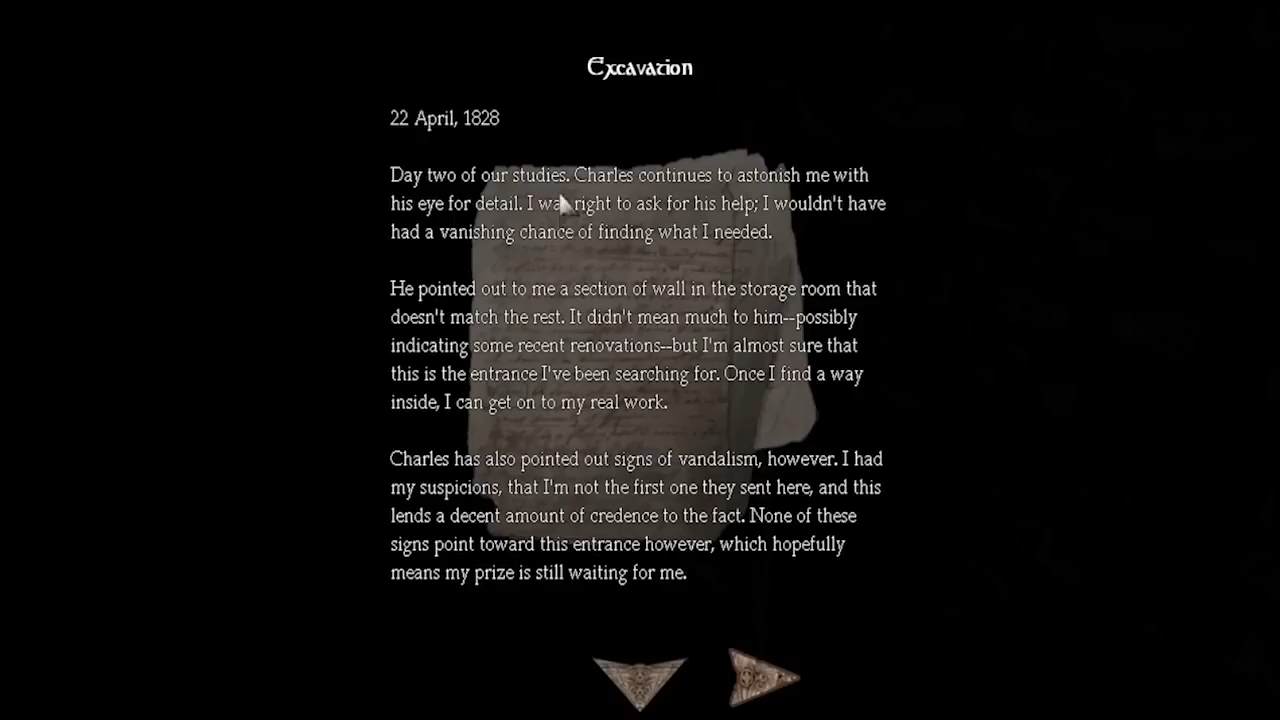 Excavation
22 April, 1828
Day two of our studies. Charles continues to astonish me with
his eye for detail. I was right to ask for his help; I wouldn't have
had a vanishing chance of finding what I needed.
He pointed out to me a section of wall in the storage room that
doesn't match the rest. It didn't mean much to him--possibly
indicating some recent renovations--but I'm almost sure that
this is the entrance I've been searching for. Once I find a way
inside, I can get on to my real work.
Charles has also pointed out signs of vandalism, however. I had
my suspicions, that I'm not the first one they sent here, and this
lends a decent amount of credence to the fact. None of these
signs point toward this entrance however, which hopefully
means my prize is still waiting for me.